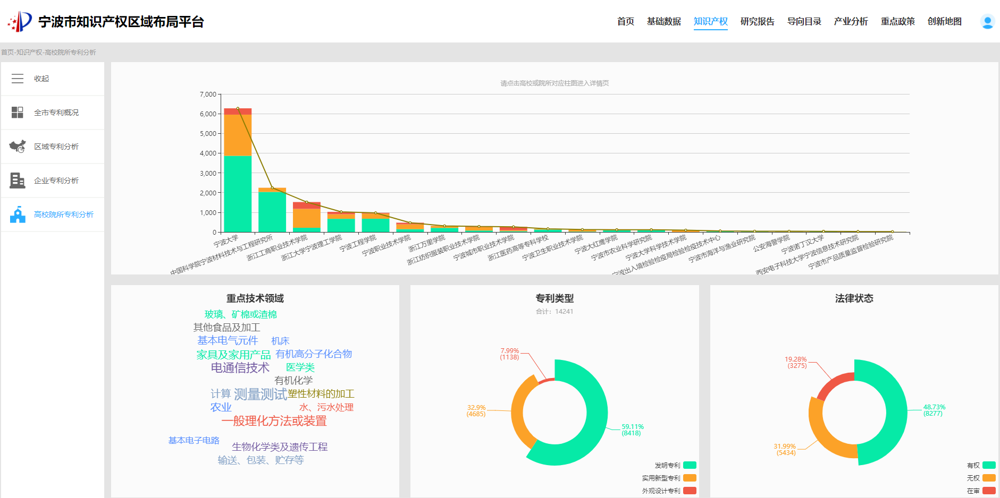 宁波市知识产权区域布局平台
首页 基础数据 知识产权 研究报告 导向目录 产业分析 重点政策 创新地图
首页-知识产权-高校院所专利分析
收起
全市专利概况
区域专利分析
企业专利分析
高校院所专利分析
请点击高校或院所对应柱图进入详情页
7,000
6,000
5,000
4,000
3,000
2,000
1,000
0
宁波大学
中国科学院宁波材料技术与工程研究所
浙江工商职业技术学院
浙江大学宁波理工学院
宁波工程学院
宁波职业技术学院
浙江万里学院
浙江纺织服装职业技术学院
宁波城市职业技术学院
浙江医药高等专科学校
宁波卫生职业技术学院
宁波大红鹰学院
宁波市农业科学研究院
宁波大学科学技术学院
宁波出入境检验检疫局检验检疫技术中心
宁波市海洋与渔业研究院
公安海警学院
宁波诺丁汉大学
西安电子科技大学宁波信息技术研究院
宁波市产品质量监督检验研究院
重点技术领域
玻璃、矿棉或渣棉
其他食品及加工
基本电气元件 机床
家具及家用产品 有机高分子化合物
电通信技术 医学类
有机化学
计算 测量测试 塑性材料的加工
农业 水、污水处理
一般理化方法或装置
基本电子电路
生物化学类及遗传工程
输送、包装、贮存等
专利类型
合计：14241
7.99%
(1138)
32.9%
(4685)
59.11%
(8418)
发明专利
实用新型专利
外观设计专利
法律状态
19.28%
(3275)
48.73%
(8277)
31.99%
(5434)
有权
无权
在审